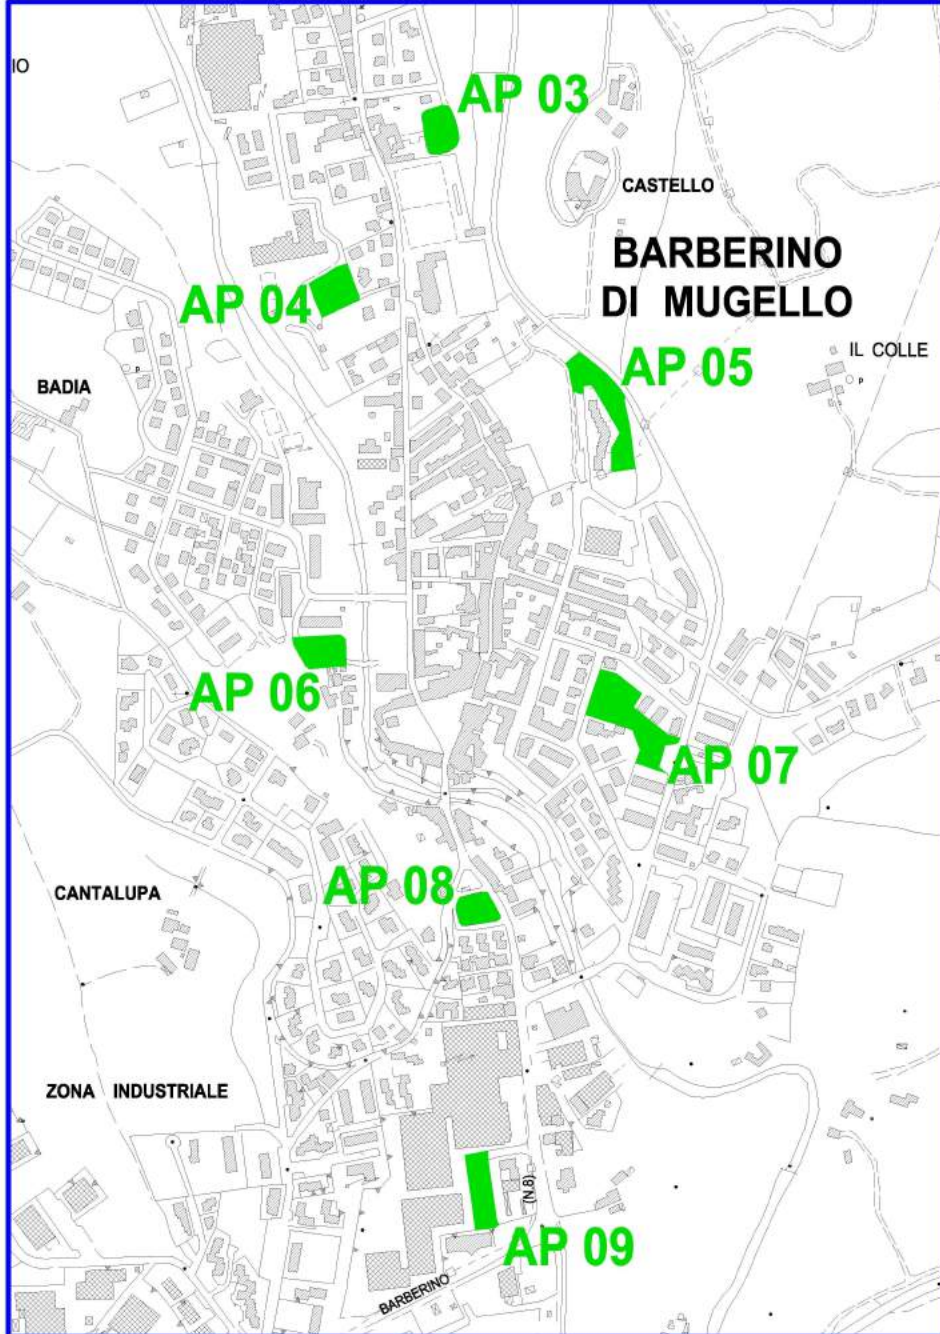 IO
AP 03
CASTELLO
BARBERINO
DI MUGELLO
AP 04
IL COLLE
P
AP 05
P
BADIA
AP 06
AP 07
AP 08
CANTALUPA
ZONA INDUSTRIALE
(N.8)
AP 09
BARBERINO